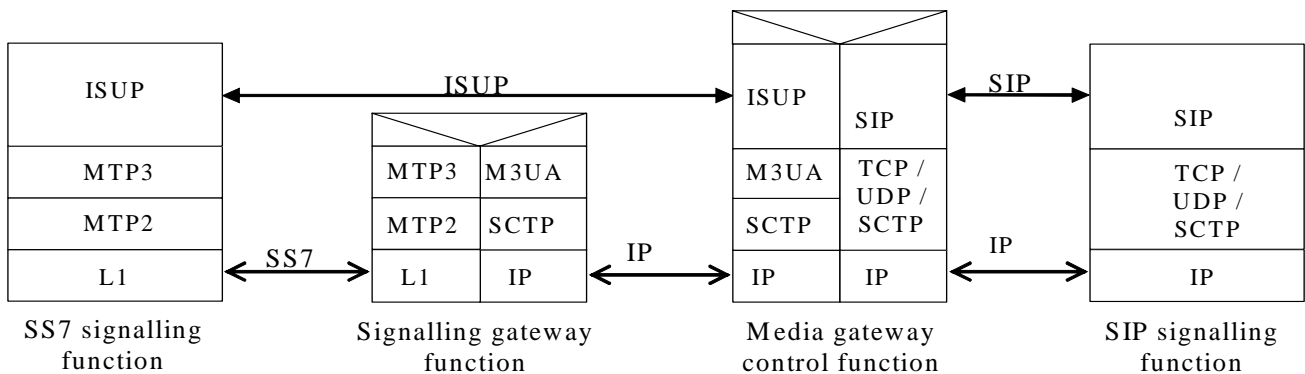 ISUP
MTP3
MTP2
L1
SS7 signalling
function
ISUP
SS7
MTP3 M3UA
MTP2 SCTP
L1 IP
Signalling gateway
function
IP
ISUP
M3UA
SCTP
IP
SIP
TCP /
UDP /
SCTP
IP
Media gateway
control function
SIP
IP
SIP
TCP /
UDP /
SCTP
IP
SIP signalling
function